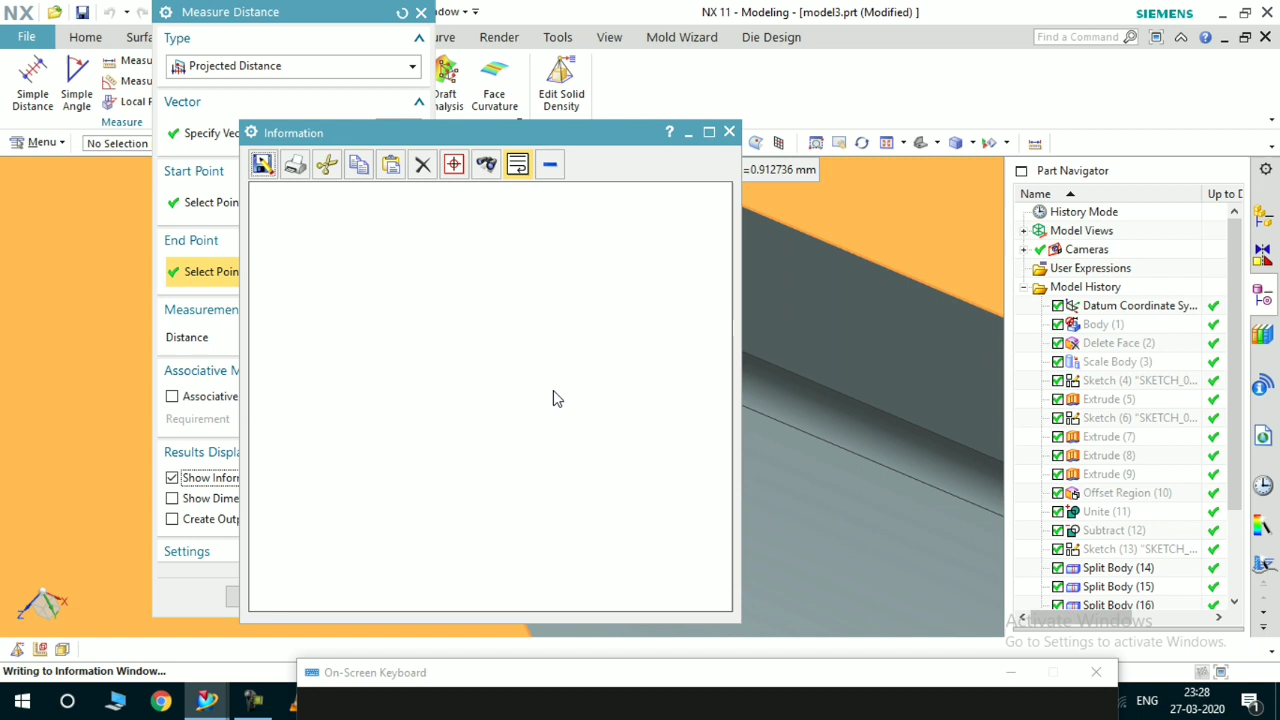 NX
Measure Distance
ndow
NX 11 - Modeling - [model3.prt (Modified) ]
SIEMENS
File
Home
Surfa
urve
Render
Tools
View
Mold Wizard
Die Design
Find a Command
Type
Projected Distance
Simple Distance
Simple Angle
Measu
Measu
Local R
Measure
Draft
nalysis
Face Curvature
Edit Solid Density
Vector
Specify Vec
Menu
No Selection
Information
=0.912736 mm
Start Point
Select Poin
End Point
Select Poin
Measuremen
Distance
Associative M
Associative
Requirement
Results Displa
Show Inform
Show Dime
Create Outp
Settings
Part Navigator
Name
Up to D
History Mode
Model Views
Cameras
User Expressions
Model History
Datum Coordinate Sy...
Body (1)
Delete Face (2)
Scale Body (3)
Sketch (4) "SKETCH_0...
Extrude (5)
Sketch (6) "SKETCH_0...
Extrude (7)
Extrude (8)
Extrude (9)
Offset Region (10)
Unite (11)
Subtract (12)
Sketch (13) "SKETCH_...
Split Body (14)
Split Body (15)
Split Body (16)
Activate Windows
Go to Settings to activate Windows.
X
Y
Z
Writing to Information Window...
On-Screen Keyboard
ENG
23:28
27-03-2020
1